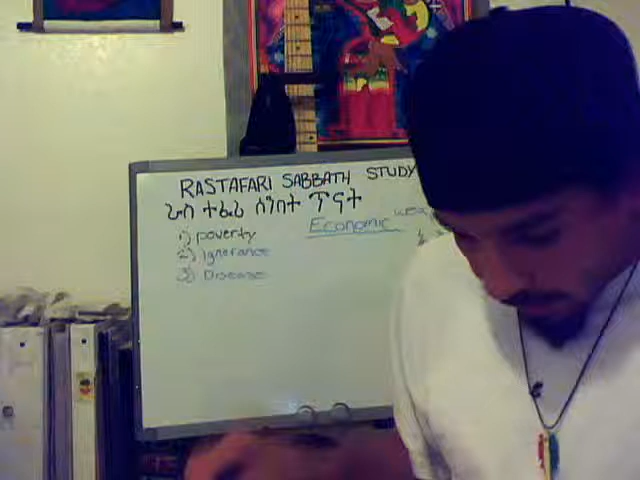 RASTAFARI SABBATH STUDY
ራስ ተፈሪ ሰንበት ጥናት
Economic
1) poverty
2) Ignorance
3) Disease